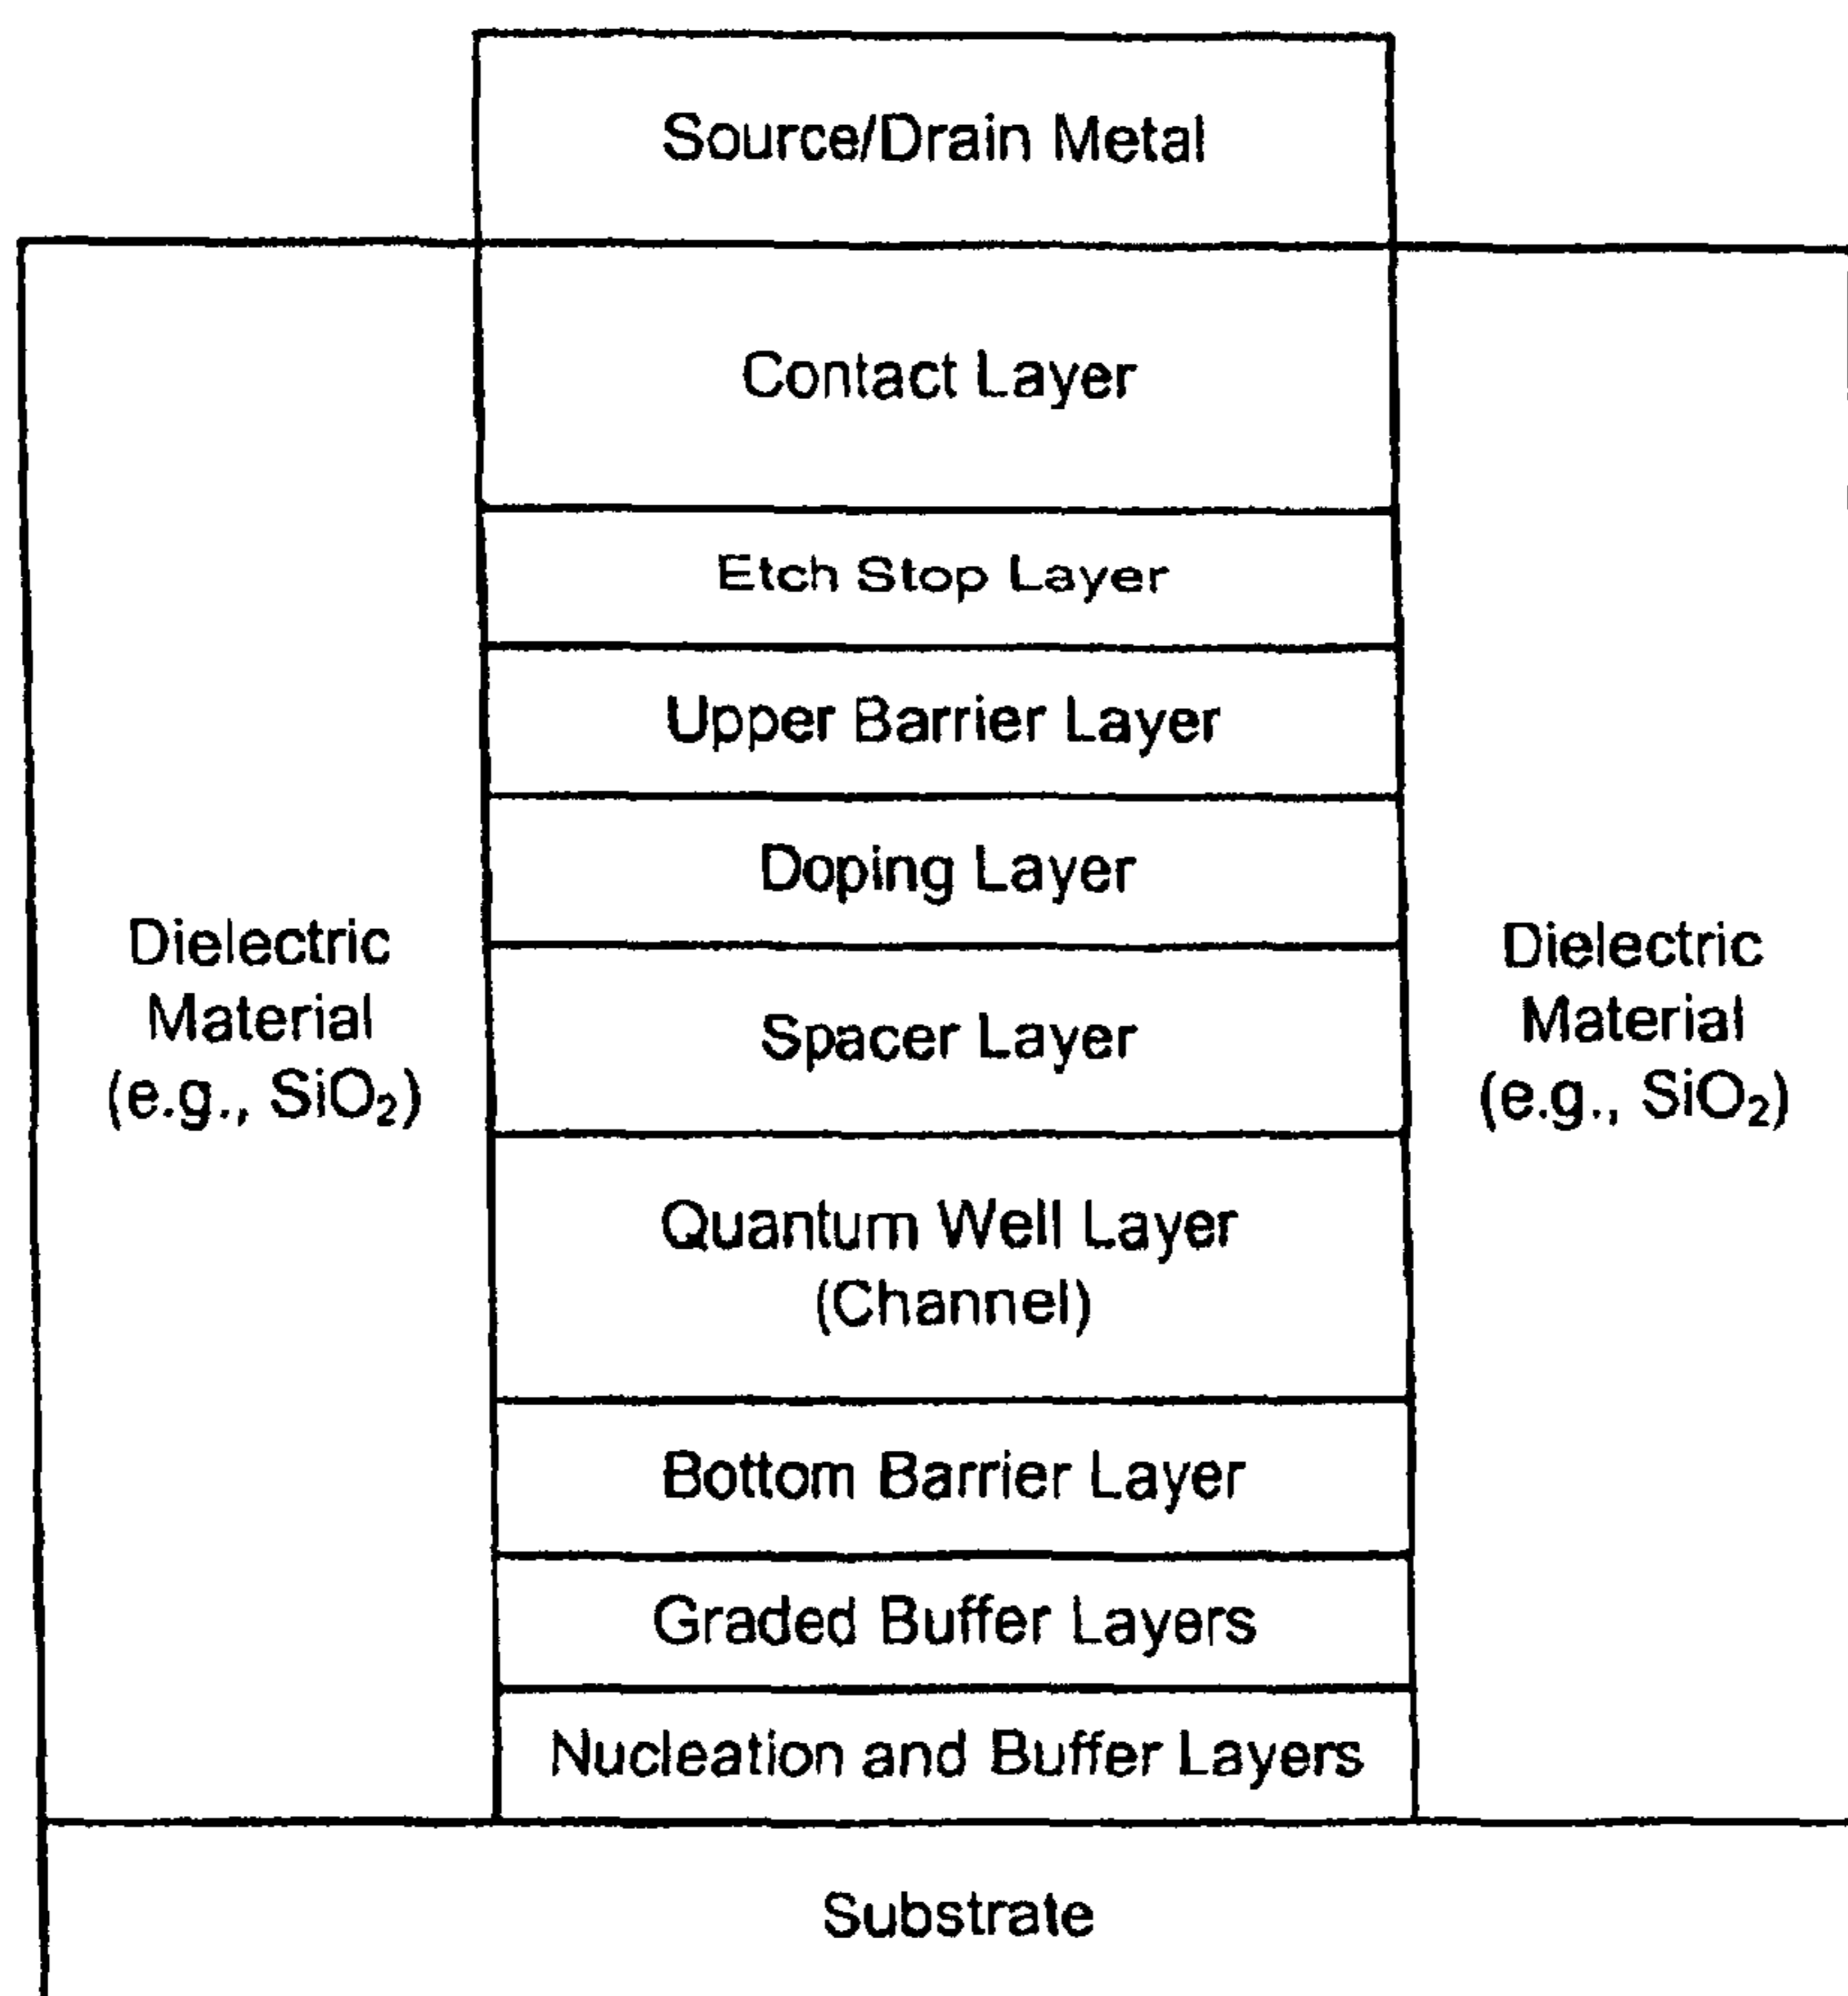 Source/Drain Metal
Contact Layer
Etch Stop Layer
Upper Barrier Layer
Doping Layer
Dielectric
Material
(e.g., SiO₂)
Spacer Layer
Dielectric
Material
(e.g., SiO₂)
Quantum Well Layer
(Channel)
Bottom Barrier Layer
Graded Buffer Layers
Nucleation and Buffer Layers
Substrate